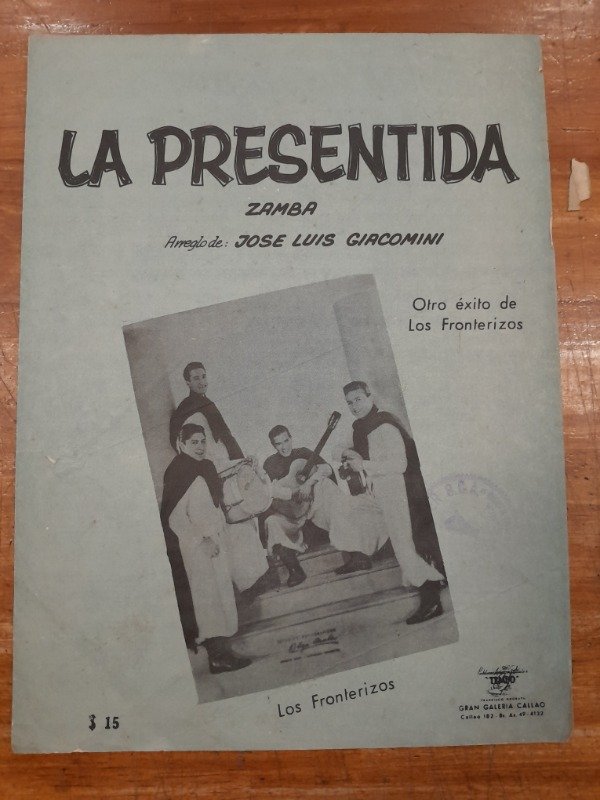 LA PRESENTIDA
ZAMBA
Arreglo de: JOSE LUIS GIACOMINI
Otro éxito de
Los Fronterizos
Los Fronterizos
$ 15
GRAN GALERIA CALLAO